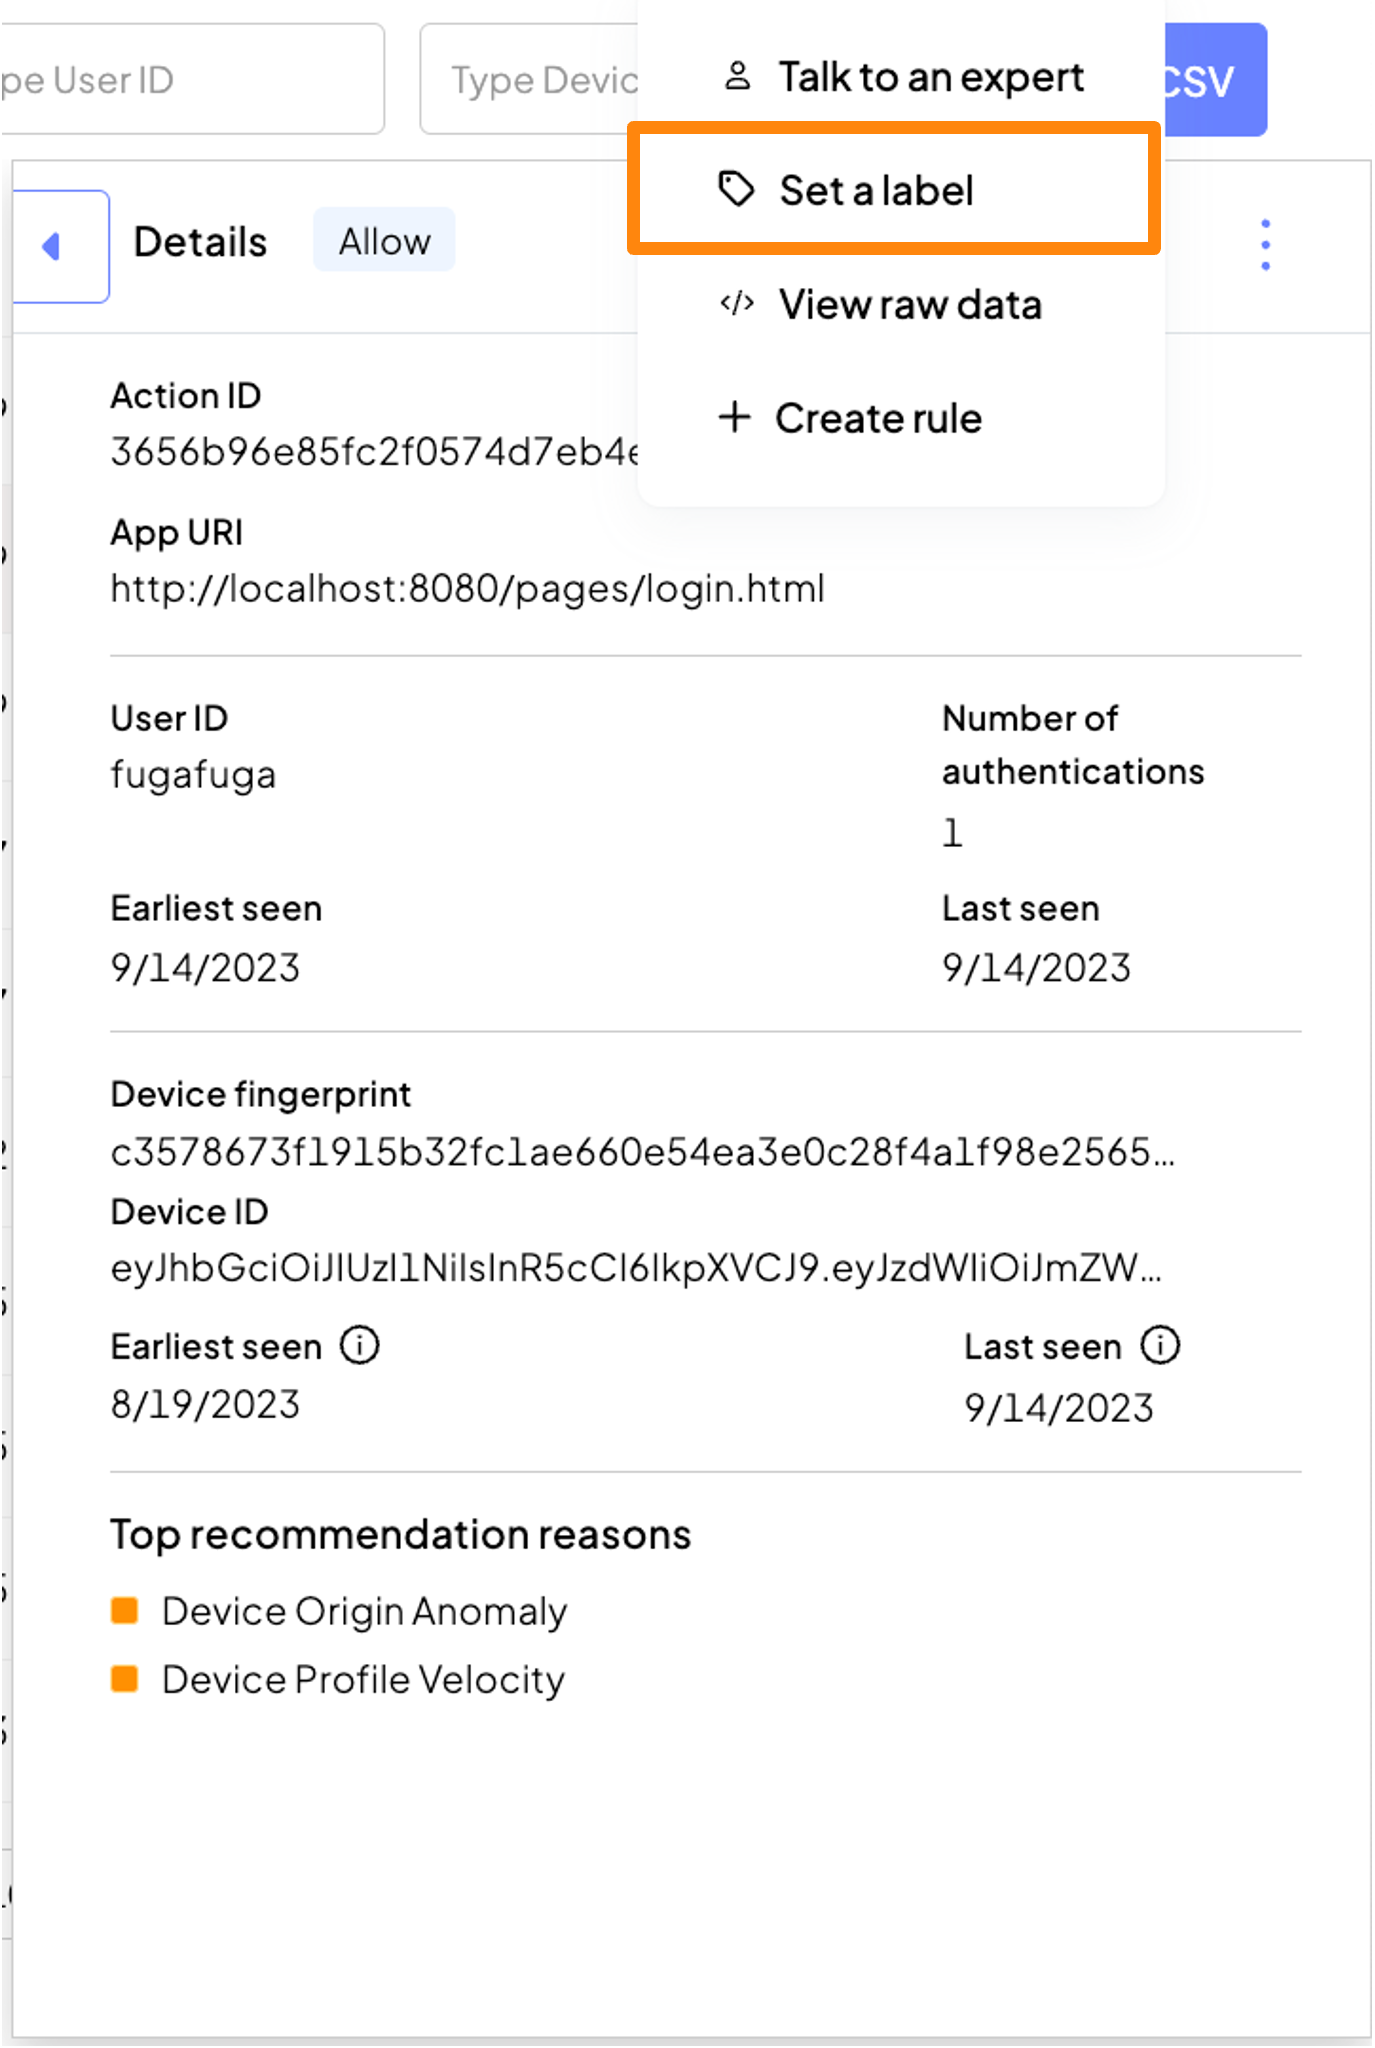 pe User ID
Type Devic
CSV
Talk to an expert
Set a label
View raw data
Create rule
Details
Allow
Action ID
3656b96e85fc2f0574d7eb4e
App URI
http://localhost:8080/pages/login.html
User ID
fugafuga
Number of
authentications
1
Earliest seen
9/14/2023
Last seen
9/14/2023
Device fingerprint
c3578673f1915b32fc1ae660e54ea3e0c28f4a1f98e2565...
Device ID
eyJhbGciOiJIUzI1NiIsInR5cCI6IkpXVCJ9.eyJzdWIiOiJmZW...
Earliest seen
8/19/2023
Last seen
9/14/2023
Top recommendation reasons
Device Origin Anomaly
Device Profile Velocity